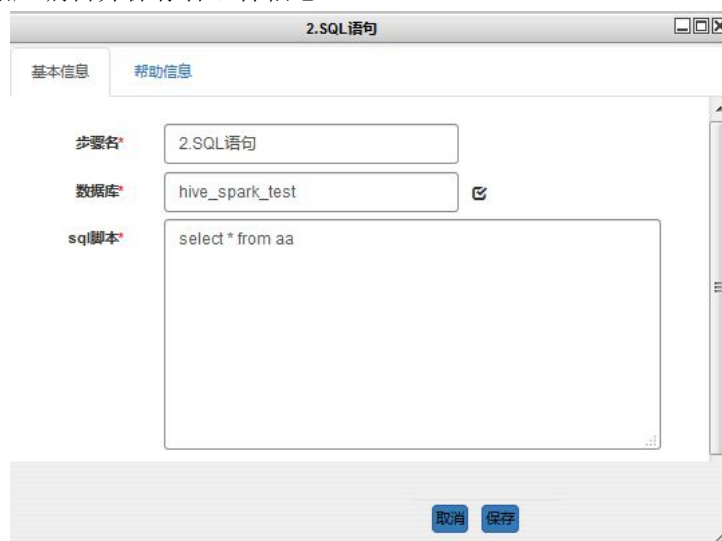 2.SQL语句
基本信息 帮助信息
步骤名* 2.SQL语句
数据库* hive_spark_test
sql脚本* select * from aa
取消 保存